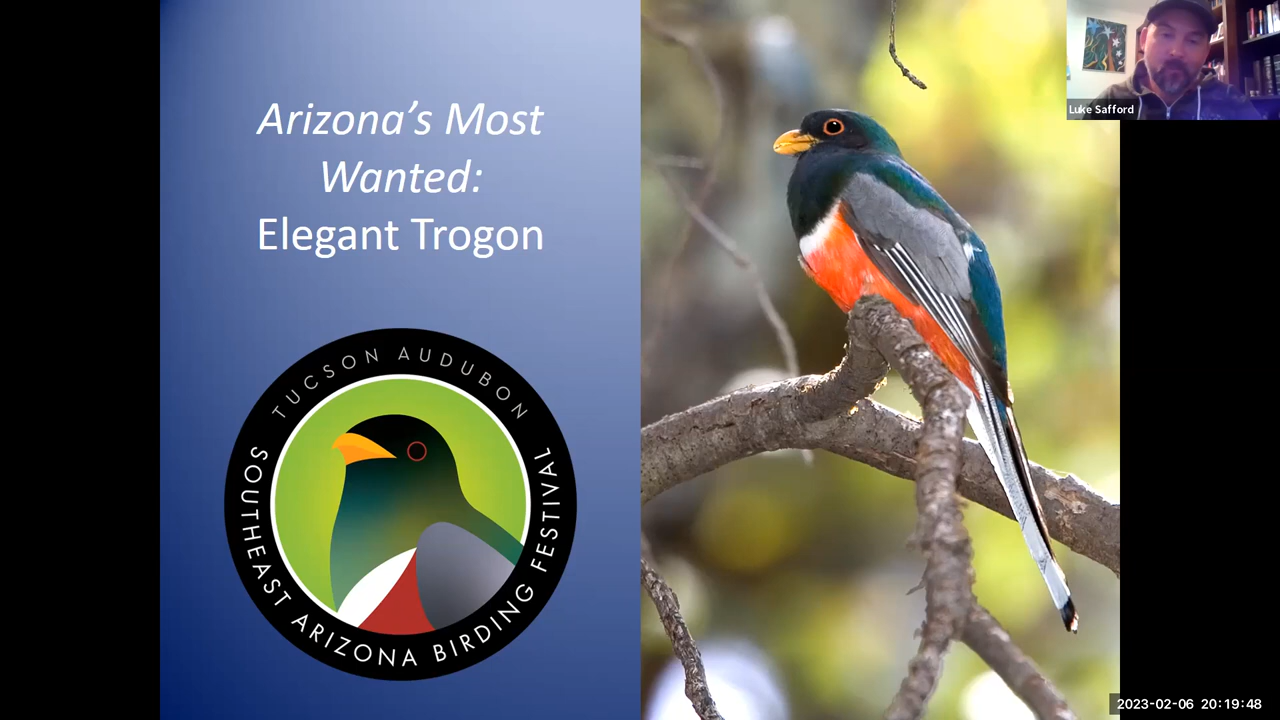 Arizona's Most
Wanted:
Elegant Trogon
TUCSON AUDUBON
SOUTHEAST ARIZONA BIRDING FESTIVAL
Luke Safford
2023-02-06 20:19:48